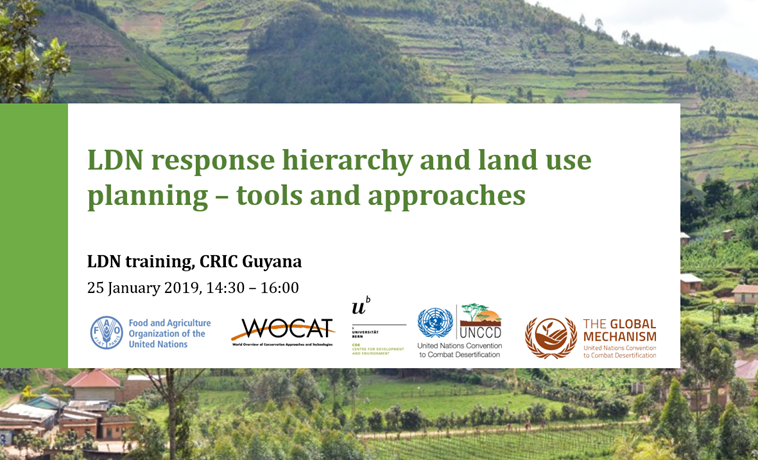 LDN response hierarchy and land use
planning – tools and approaches
LDN training, CRIC Guyana
25 January 2019, 14:30 – 16:00
FAO
Food and Agriculture
Organization of the
United Nations
WOCAT
World Overview of Conservation Approaches and Technologies
u
b
UNIVERSITÄT
BERN
CDE
CENTRE FOR DEVELOPMENT
AND ENVIRONMENT
UNCCD
United Nations Convention
to Combat Desertification
THE GLOBAL
MECHANISM
United Nations Convention
to Combat Desertification